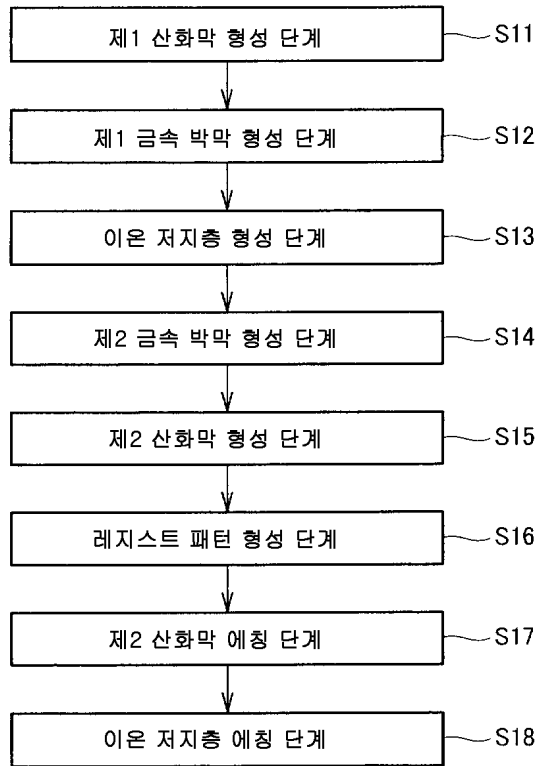 제1 산화막 형성 단계 S11
제1 금속 박막 형성 단계 S12
이온 저지층 형성 단계 S13
제2 금속 박막 형성 단계 S14
제2 산화막 형성 단계 S15
레지스트 패턴 형성 단계 S16
제2 산화막 에칭 단계 S17
이온 저지층 에칭 단계 S18